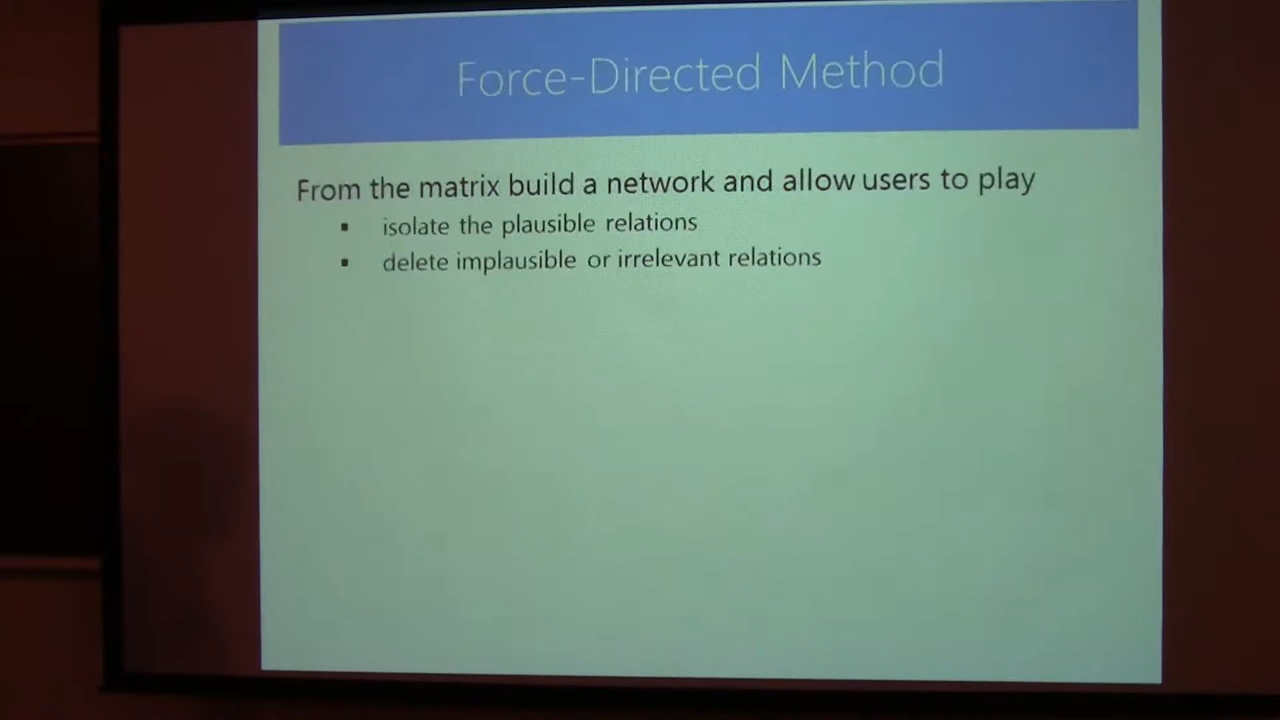 Force-Directed Method
From the matrix build a network and allow users to play
▪ isolate the plausible relations
▪ delete implausible or irrelevant relations